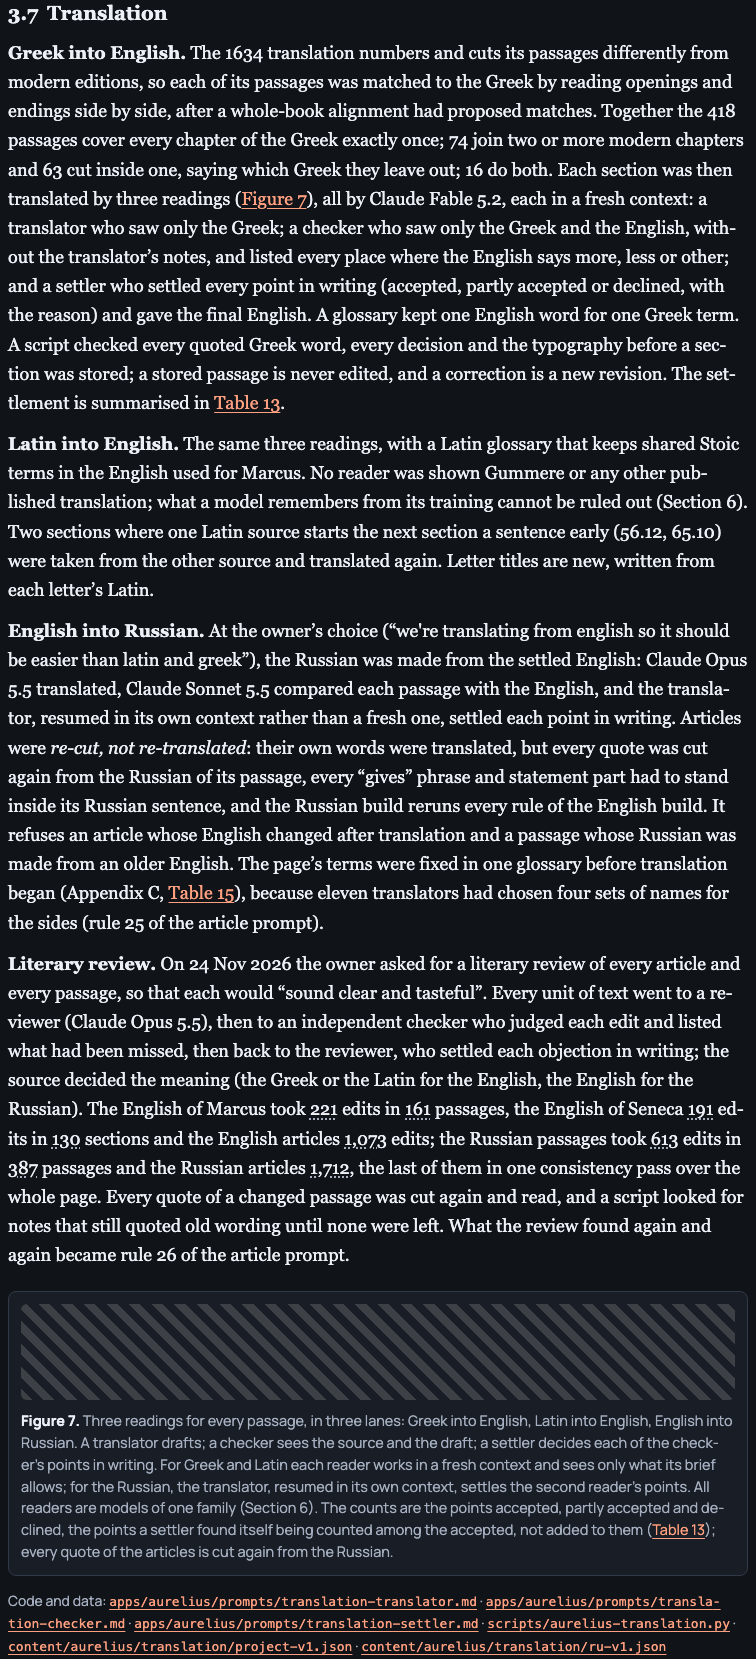 3.7 Translation
Greek into English. The 1634 translation numbers and cuts its passages differently from
modern editions, so each of its passages was matched to the Greek by reading openings and
endings side by side, after a whole-book alignment had proposed matches. Together the 418
passages cover every chapter of the Greek exactly once; 74 join two or more modern chapters
and 63 cut inside one, saying which Greek they leave out; 16 do both. Each section was then
translated by three readings (Figure 7), all by Claude Fable 5.2, each in a fresh context: a
translator who saw only the Greek; a checker who saw only the Greek and the English, with-
out the translator’s notes, and listed every place where the English says more, less or other;
and a settler who settled every point in writing (accepted, partly accepted or declined, with
the reason) and gave the final English. A glossary kept one English word for one Greek term.
A script checked every quoted Greek word, every decision and the typography before a sec-
tion was stored; a stored passage is never edited, and a correction is a new revision. The set-
tlement is summarised in Table 13.
Latin into English. The same three readings, with a Latin glossary that keeps shared Stoic
terms in the English used for Marcus. No reader was shown Gummere or any other pub-
lished translation; what a model remembers from its training cannot be ruled out (Section 6).
Two sections where one Latin source starts the next section a sentence early (56.12, 65.10)
were taken from the other source and translated again. Letter titles are new, written from
each letter’s Latin.
English into Russian. At the owner’s choice (“we're translating from english so it should
be easier than latin and greek”), the Russian was made from the settled English: Claude Opus
5.5 translated, Claude Sonnet 5.5 compared each passage with the English, and the transla-
tor, resumed in its own context rather than a fresh one, settled each point in writing. Articles
were re-cut, not re-translated: their own words were translated, but every quote was cut
again from the Russian of its passage, every “gives” phrase and statement part had to stand
inside its Russian sentence, and the Russian build reruns every rule of the English build. It
refuses an article whose English changed after translation and a passage whose Russian was
made from an older English. The page’s terms were fixed in one glossary before translation
began (Appendix C, Table 15), because eleven translators had chosen four sets of names for
the sides (rule 25 of the article prompt).
Literary review. On 24 Nov 2026 the owner asked for a literary review of every article and
every passage, so that each would “sound clear and tasteful”. Every unit of text went to a re-
viewer (Claude Opus 5.5), then to an independent checker who judged each edit and listed
what had been missed, then back to the reviewer, who settled each objection in writing; the
source decided the meaning (the Greek or the Latin for the English, the English for the
Russian). The English of Marcus took 221 edits in 161 passages, the English of Seneca 191 ed-
its in 130 sections and the English articles 1,073 edits; the Russian passages took 613 edits in
387 passages and the Russian articles 1,712, the last of them in one consistency pass over the
whole page. Every quote of a changed passage was cut again and read, and a script looked for
notes that still quoted old wording until none were left. What the review found again and
again became rule 26 of the article prompt.
Figure 7. Three readings for every passage, in three lanes: Greek into English, Latin into English, English into
Russian. A translator drafts; a checker sees the source and the draft; a settler decides each of the check-
er’s points in writing. For Greek and Latin each reader works in a fresh context and sees only what its brief
allows; for the Russian, the translator, resumed in its own context, settles the second reader’s points. All
readers are models of one family (Section 6). The counts are the points accepted, partly accepted and de-
clined, the points a settler found itself being counted among the accepted, not added to them (Table 13);
every quote of the articles is cut again from the Russian.
Code and data: apps/aurelius/prompts/translation-translator.md · apps/aurelius/prompts/transla-
tion-checker.md · apps/aurelius/prompts/translation-settler.md · scripts/aurelius-translation.py ·
content/aurelius/translation/project-v1.json · content/aurelius/translation/ru-v1.json